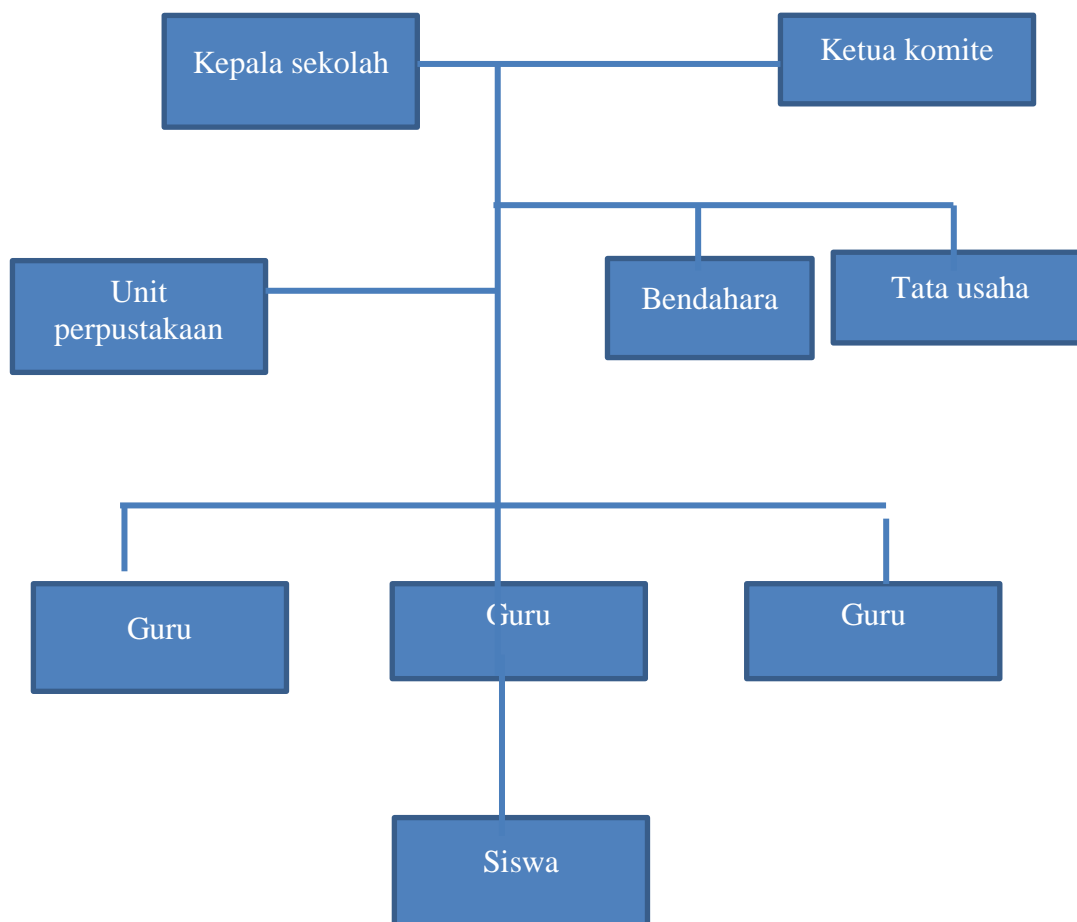 Kepala sekolah
Ketua komite
Unit
perpustakaan
Bendahara
Tata usaha
Guru
Guru
Guru
Siswa